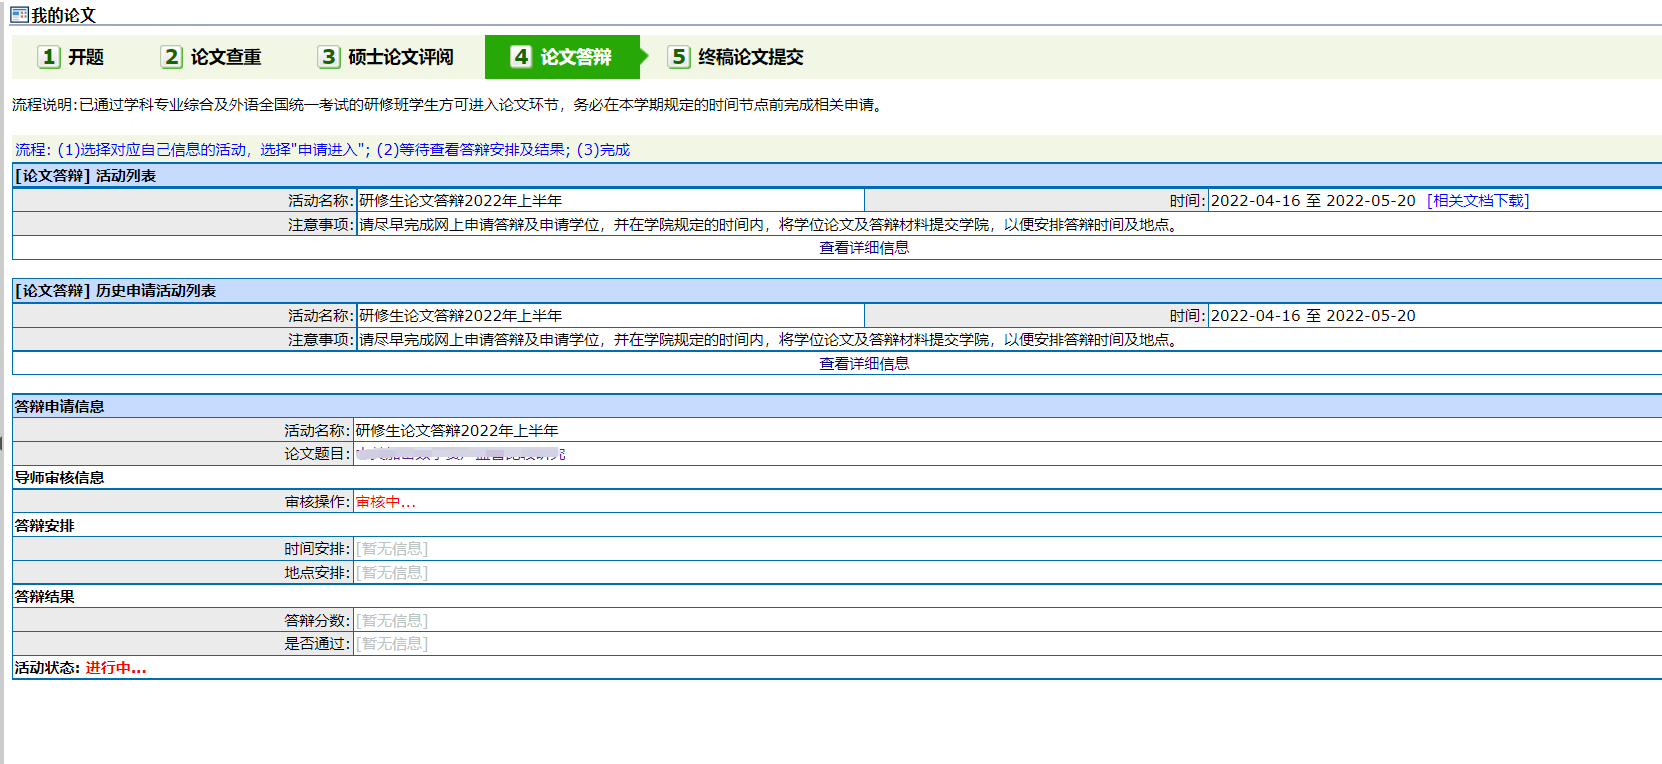 我的论文
1 开题 2 论文查重 3 硕士论文评阅 4 论文答辩 5 终稿论文提交
流程说明:已通过学科专业综合及外语全国统一考试的研修班学生方可进入论文环节，务必在本学期规定的时间节点前完成相关申请。
流程: (1)选择对应自己信息的活动，选择"申请进入"; (2)等待查看答辩安排及结果; (3)完成
[论文答辩] 活动列表
活动名称: 研修生论文答辩2022年上半年 时间: 2022-04-16 至 2022-05-20 [相关文档下载]
注意事项: 请尽早完成网上申请答辩及申请学位，并在学院规定的时间内，将学位论文及答辩材料提交学院，以便安排答辩时间及地点。
查看详细信息
[论文答辩] 历史申请活动列表
活动名称: 研修生论文答辩2022年上半年 时间: 2022-04-16 至 2022-05-20
注意事项: 请尽早完成网上申请答辩及申请学位，并在学院规定的时间内，将学位论文及答辩材料提交学院，以便安排答辩时间及地点。
查看详细信息
答辩申请信息
活动名称: 研修生论文答辩2022年上半年
论文题目:
导师审核信息
审核操作: 审核中...
答辩安排
时间安排: [暂无信息]
地点安排: [暂无信息]
答辩结果
答辩分数: [暂无信息]
是否通过: [暂无信息]
活动状态: 进行中...